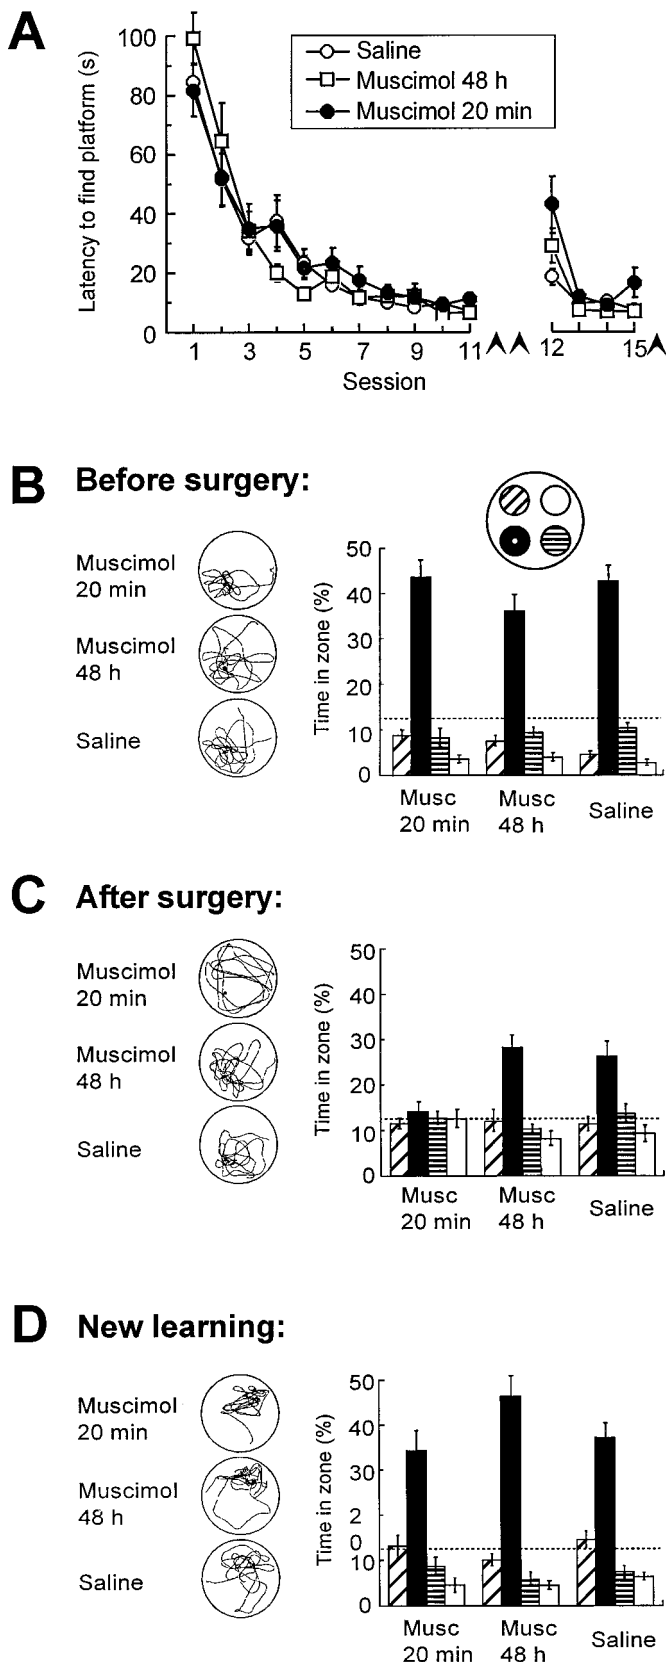 A
Latency to find platform (s)
100
80
60
40
20
0
Saline
Muscimol 48 h
Muscimol 20 min
1 3 5 7 9 11 12 15
Session
B Before surgery:
Muscimol
20 min
Muscimol
48 h
Saline
Time in zone (%)
50
40
30
20
10
0
Musc
20 min
Musc
48 h
Saline
C After surgery:
Muscimol
20 min
Muscimol
48 h
Saline
Time in zone (%)
50
30
20
10
0
Musc
20 min
Musc
48 h
Saline
D New learning:
Muscimol
20 min
Muscimol
48 h
Saline
Time in zone (%)
50
40
30
2
0
10
0
Musc
20 min
Musc
48 h
Saline